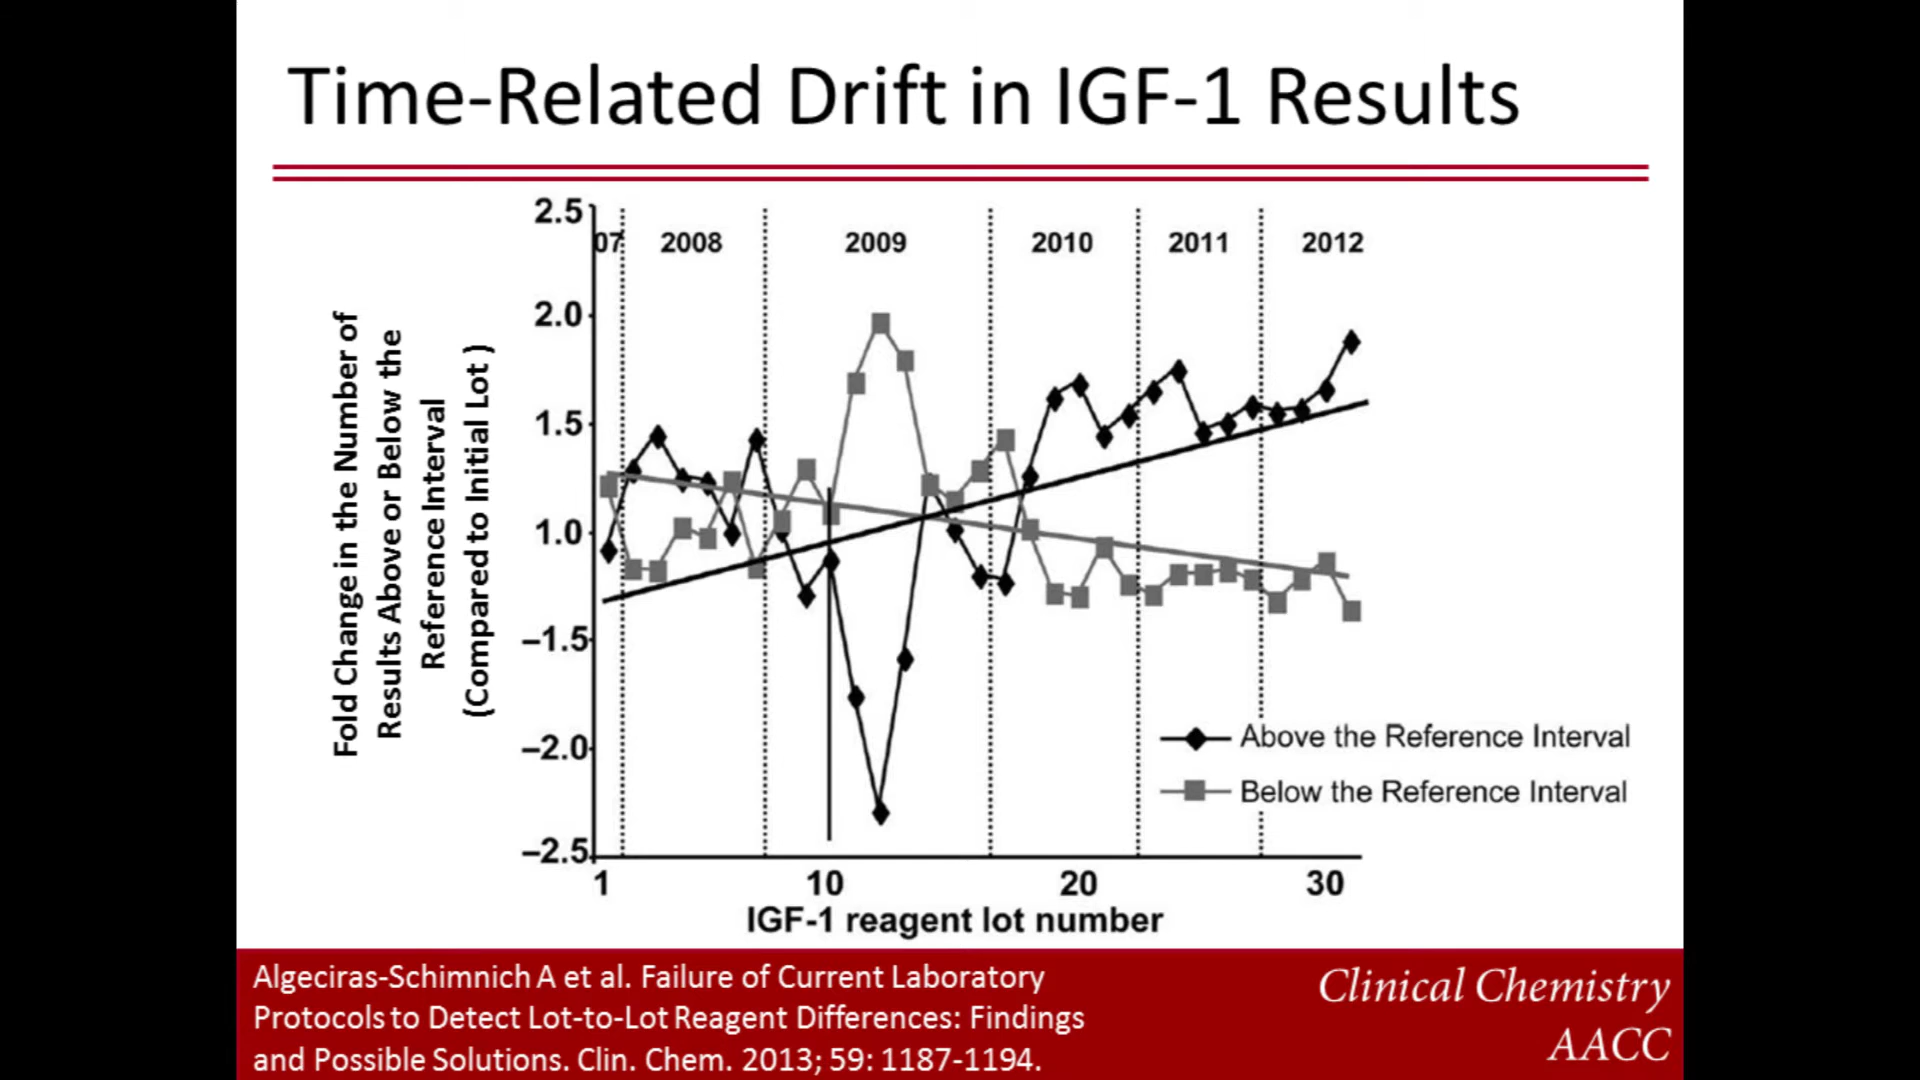 Time-Related Drift in IGF-1 Results
Fold Change in the Number of
Results Above or Below the
Reference Interval
(Compared to Initial Lot )
2.5
2.0
1.5
1.0
–1.5
–2.0
–2.5
07 2008 2009 2010 2011 2012
Above the Reference Interval
Below the Reference Interval
1 10 20 30
IGF-1 reagent lot number
Algeciras-Schimnich A et al. Failure of Current Laboratory
Protocols to Detect Lot-to-Lot Reagent Differences: Findings
and Possible Solutions. Clin. Chem. 2013; 59: 1187-1194.
Clinical Chemistry
AACC